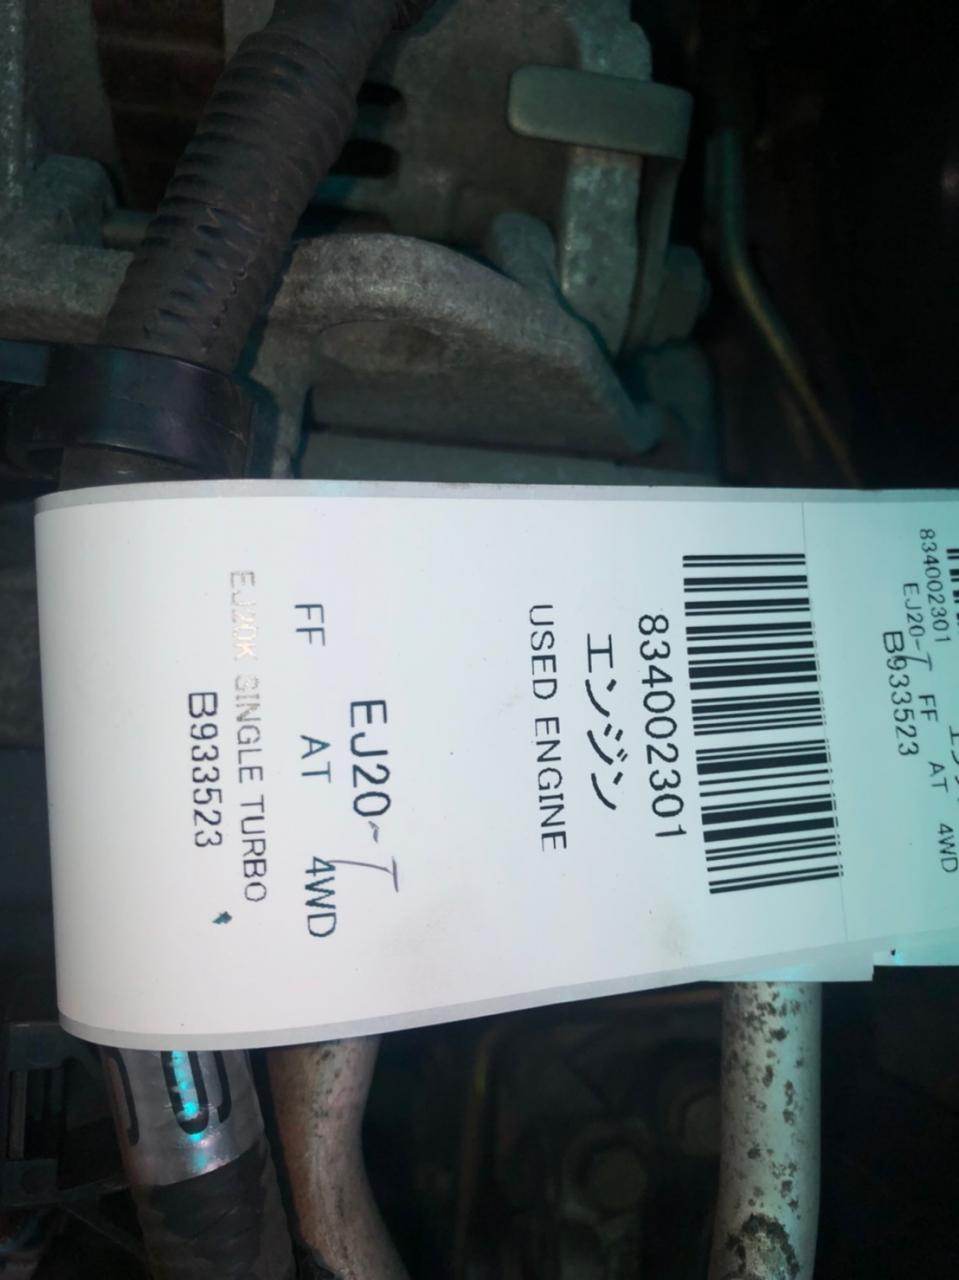 834002301
エンジン
USED ENGINE
EJ20-T
FF AT 4WD
EJ20K SINGLE TURBO
B933523
834002301
EJ20-T FF AT 4WD
B933523